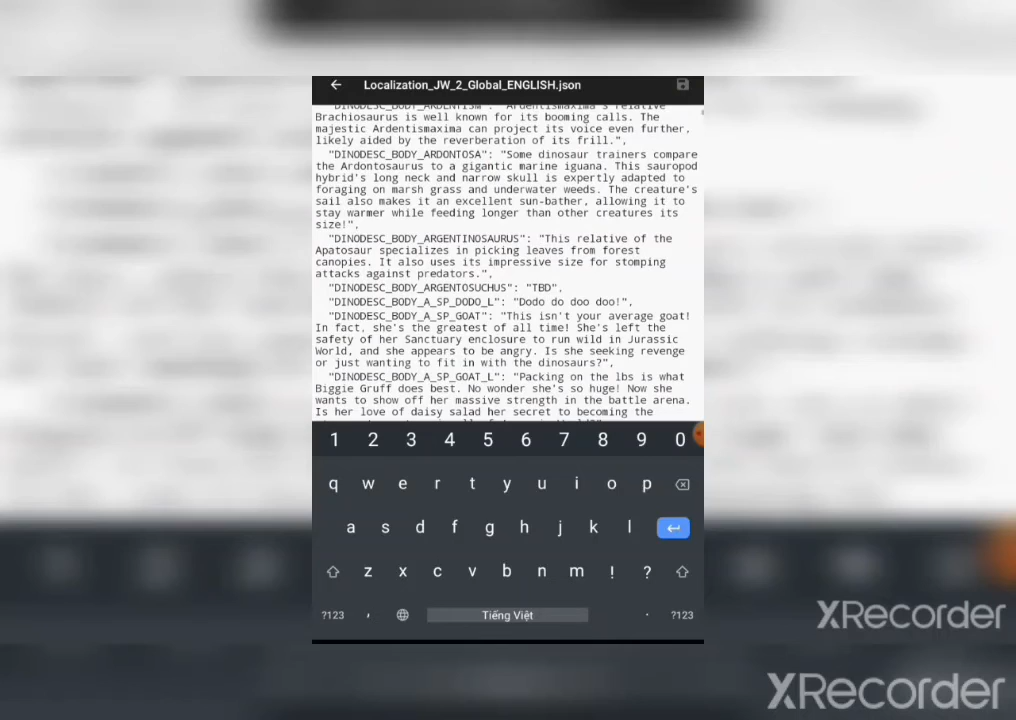 Localization_JW_2_Global_ENGLISH.json
"DINODESC_BODY_ARDENTISM": "Ardentismaxima's relative
Brachiosaurus is well known for its booming calls. The
majestic Ardentismaxima can project its voice even further,
likely aided by the reverberation of its frill.",
"DINODESC_BODY_ARDONTOSA": "Some dinosaur trainers compare
the Ardontosaurus to a gigantic marine iguana. This sauropod
hybrid's long neck and narrow skull is expertly adapted to
foraging on marsh grass and underwater weeds. The creature's
sail also makes it an excellent sun-bather, allowing it to
stay warmer while feeding longer than other creatures its
size!",
"DINODESC_BODY_ARGENTINOSAURUS": "This relative of the
Apatosaur specializes in picking leaves from forest
canopies. It also uses its impressive size for stomping
attacks against predators.",
"DINODESC_BODY_ARGENTOSUCHUS": "TBD",
"DINODESC_BODY_A_SP_DODO_L": "Dodo do doo doo!",
"DINODESC_BODY_A_SP_GOAT": "This isn't your average goat!
In fact, she's the greatest of all time! She's left the
safety of her Sanctuary enclosure to run wild in Jurassic
World, and she appears to be angry. Is she seeking revenge
or just wanting to fit in with the dinosaurs?",
"DINODESC_BODY_A_SP_GOAT_L": "Packing on the lbs is what
Biggie Gruff does best. No wonder she's so huge! Now she
wants to show off her massive strength in the battle arena.
Is her love of daisy salad her secret to becoming the
1 2 3 4 5 6 7 8 9 0
q w e r t y u i o p
a s d f g h j k l
z x c v b n m ! ?
?123 , Tiếng Việt . ?123
XRecorder
XRecorder